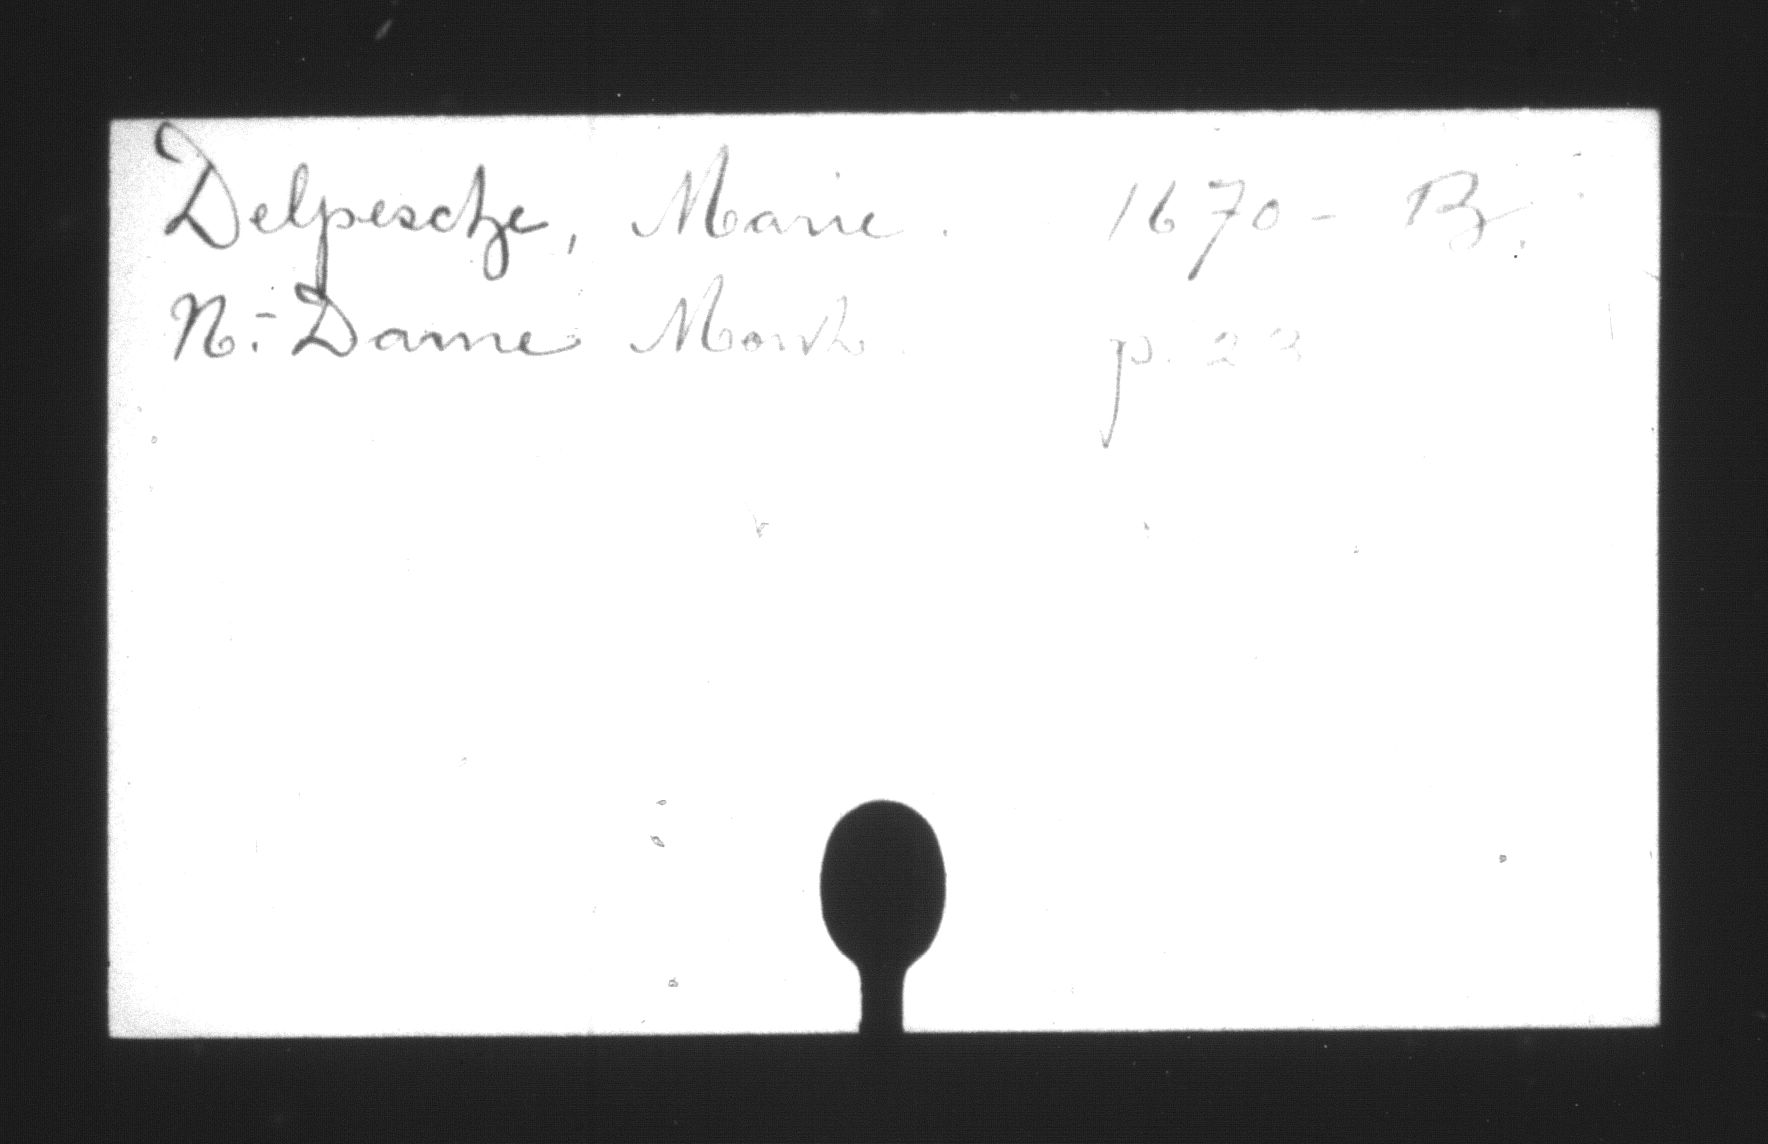 Delpesche, Marie. 1670 - B.
N.-Dame Montr. p. 23